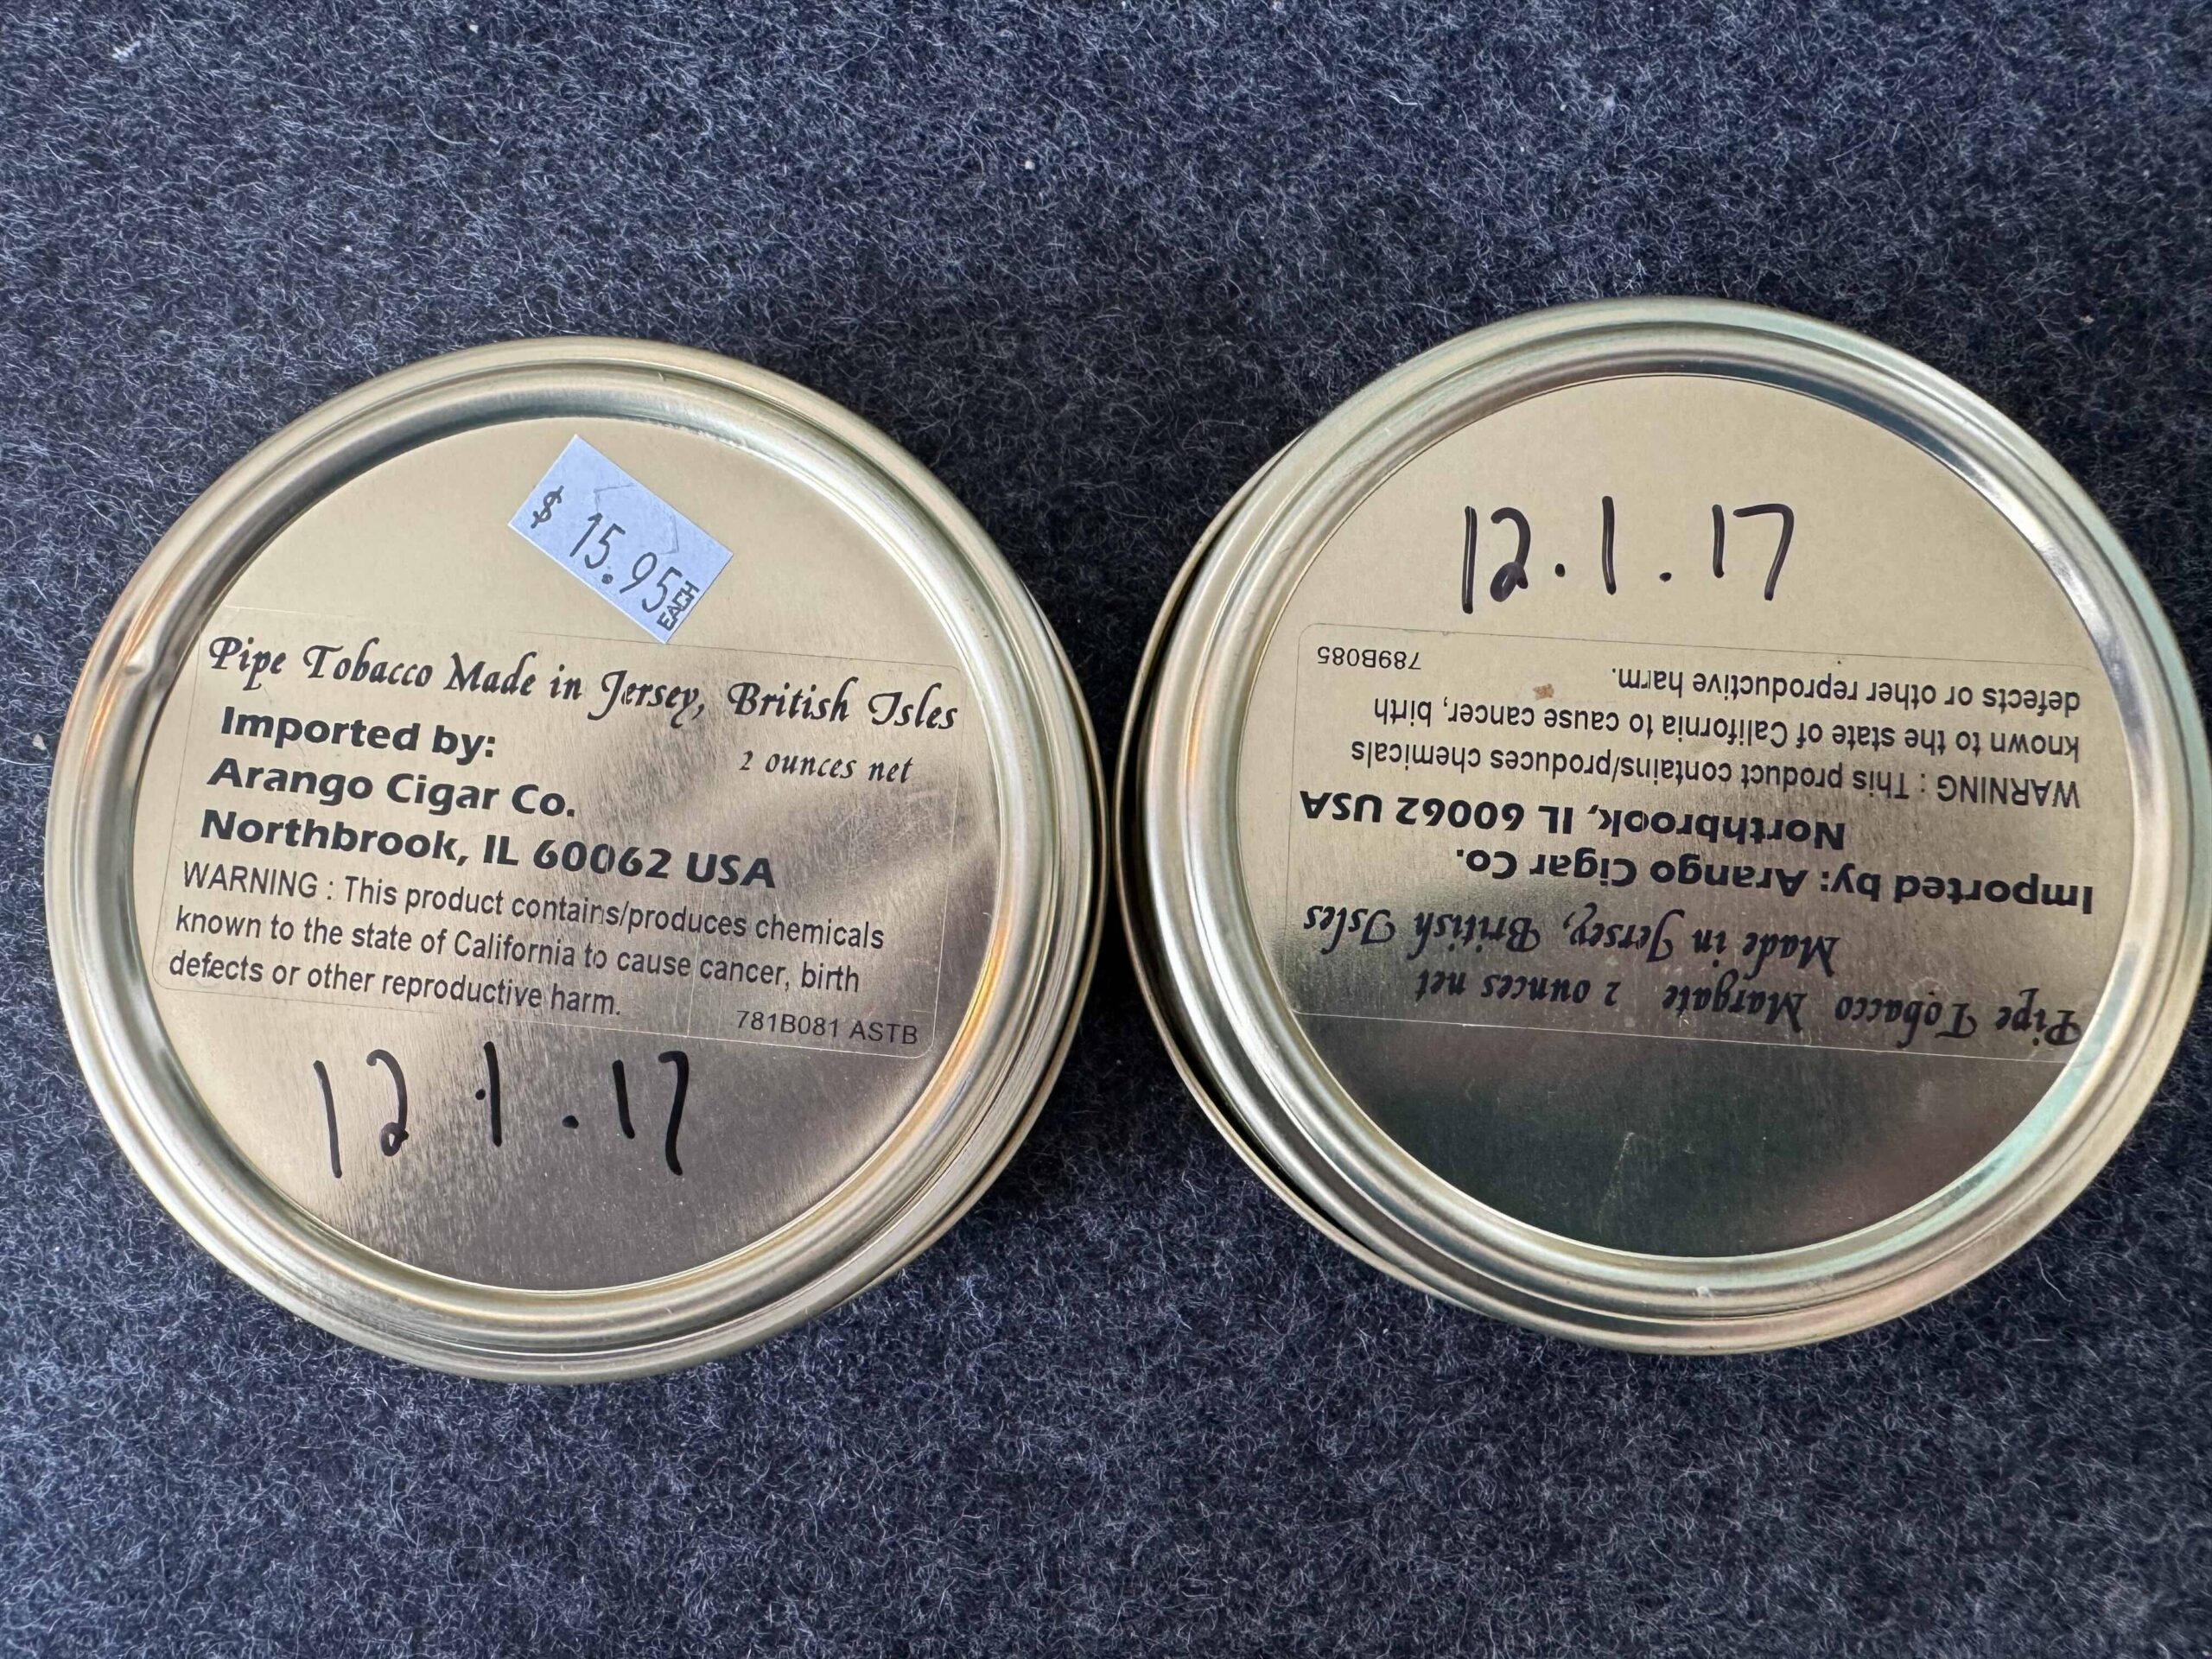 $ 15.95 EACH
Pipe Tobacco Made in Jersey, British Isles
Imported by:
2 ounces net
Arango Cigar Co.
Northbrook, IL 60062 USA
WARNING : This product contains/produces chemicals
known to the state of California to cause cancer, birth
defects or other reproductive harm.
781B081 ASTB
12.1.17
Pipe Tobacco Margate 2 ounces net
Made in Jersey, British Isles
Imported by: Arango Cigar Co.
Northbrook, IL 60062 USA
WARNING : This product contains/produces chemicals
known to the state of California to cause cancer, birth
defects or other reproductive harm.
789B085
12.1.17